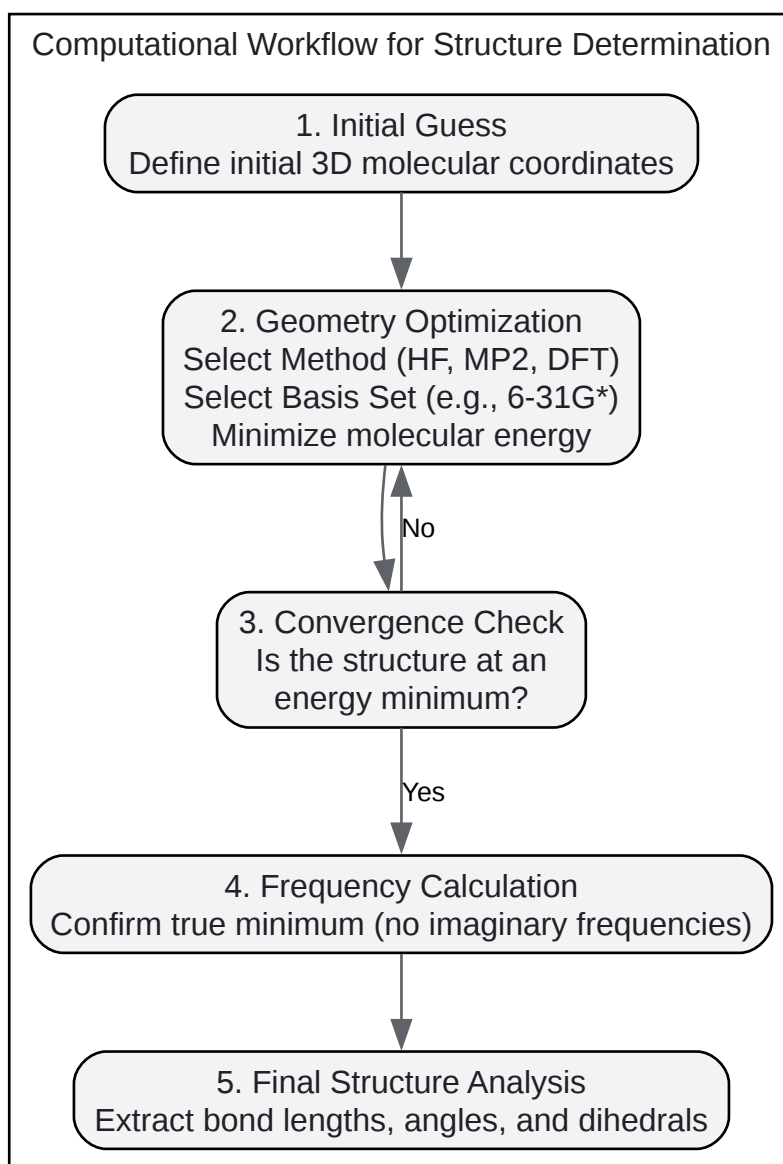 Computational Workflow for Structure Determination
1. Initial Guess
Define initial 3D molecular coordinates
2. Geometry Optimization
Select Method (HF, MP2, DFT)
Select Basis Set (e.g., 6-31G*)
Minimize molecular energy
No
3. Convergence Check
Is the structure at an
energy minimum?
Yes
4. Frequency Calculation
Confirm true minimum (no imaginary frequencies)
5. Final Structure Analysis
Extract bond lengths, angles, and dihedrals